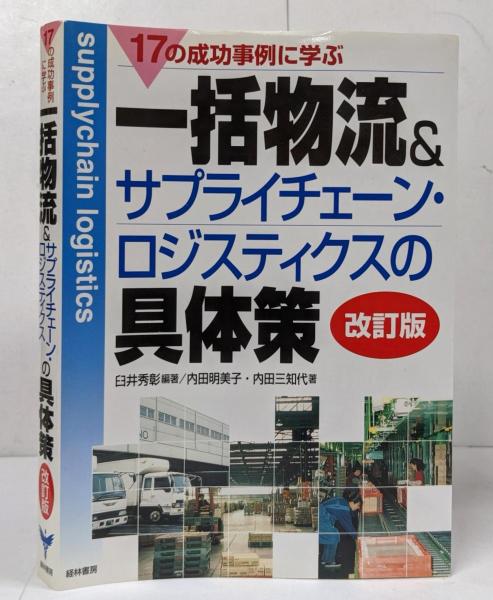 17の成功事例に学ぶ
一括物流&
サプライチェーン・
ロジスティクスの
具体策
改訂版
臼井秀彰編著/内田明美子・内田三知代著
supplychain logistics
17の成功事例
に学ぶ
一括物流
&
サプライチェーン・
ロジスティクス
の
具体策
改訂版
経林書房